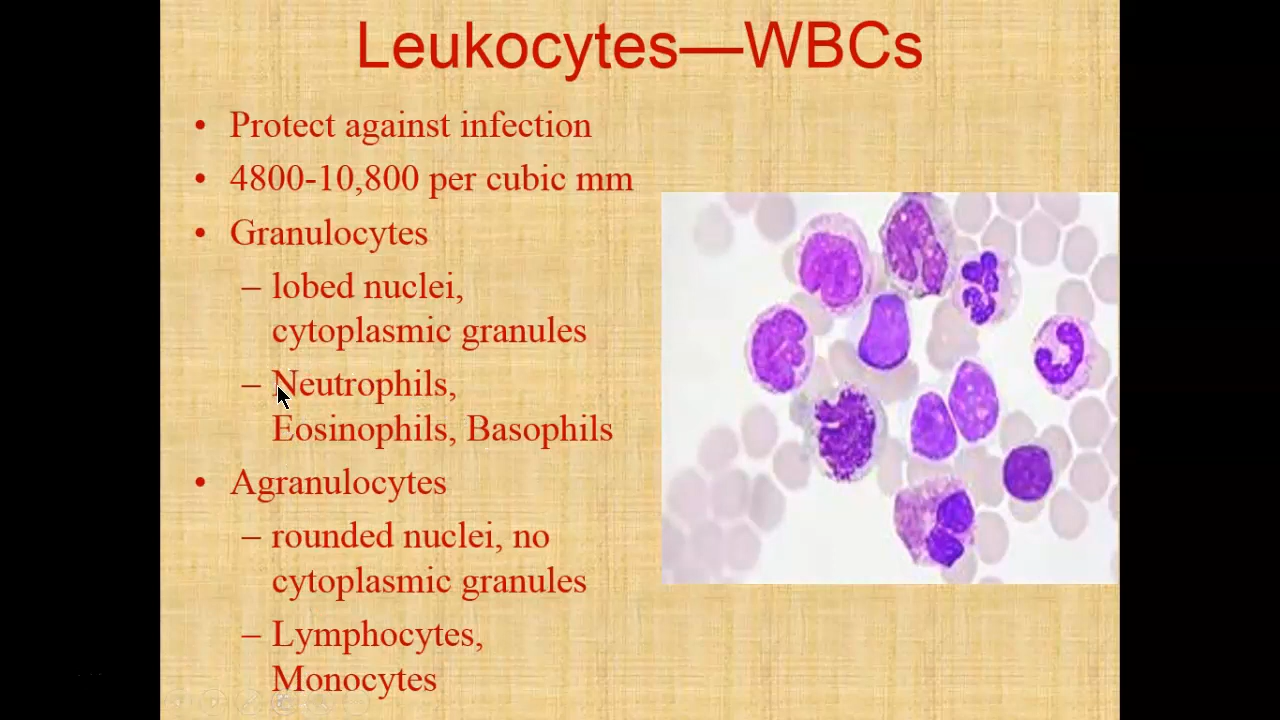 Leukocytes—WBCs
• Protect against infection
• 4800-10,800 per cubic mm
• Granulocytes
– lobed nuclei,
cytoplasmic granules
– Neutrophils,
Eosinophils, Basophils
• Agranulocytes
– rounded nuclei, no
cytoplasmic granules
– Lymphocytes,
Monocytes